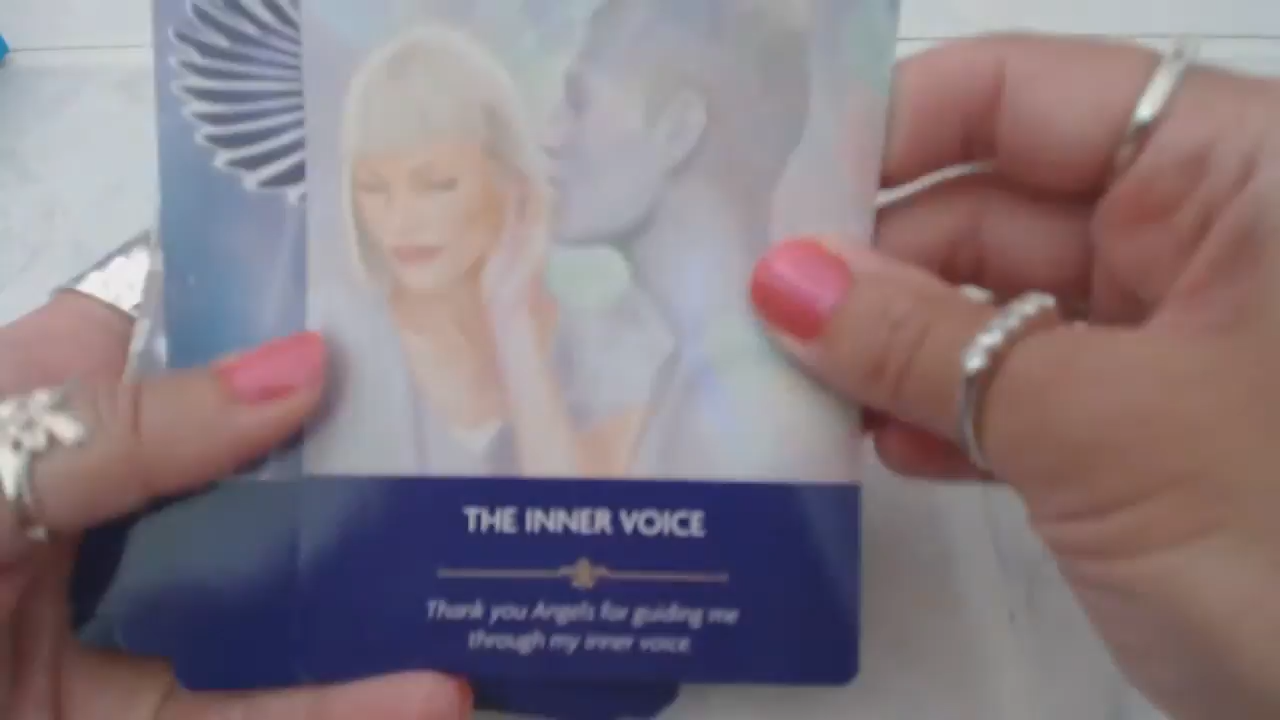 THE INNER VOICE
Thank you Angels for guiding me
through my inner voice